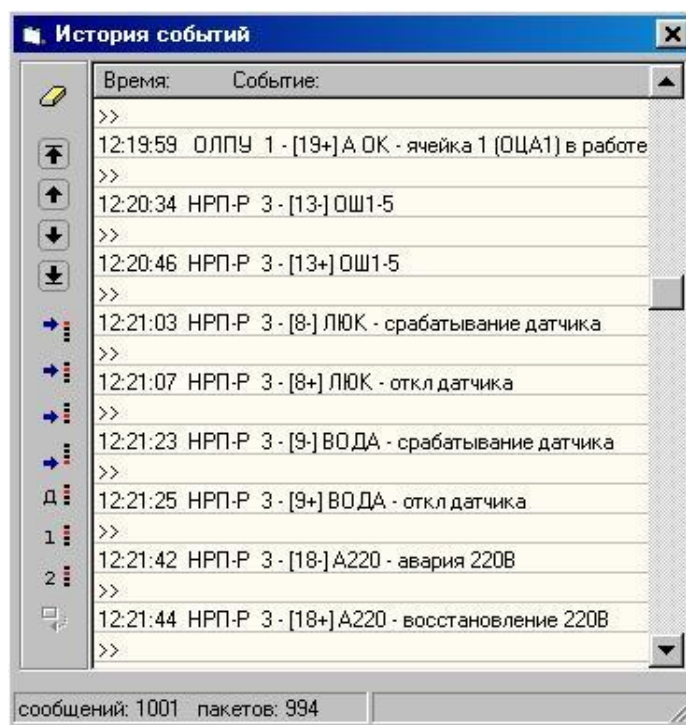 История событий
Время: Событие:
>>
12:19:59 ОЛПУ 1 - [19+] А ОК - ячейка 1 (ОЦА1) в работе
>>
12:20:34 НРП-Р 3 - [13-] ОШ1-5
>>
12:20:46 НРП-Р 3 - [13+] ОШ1-5
>>
12:21:03 НРП-Р 3 - [8-] ЛЮК - срабатывание датчика
>>
12:21:07 НРП-Р 3 - [8+] ЛЮК - откл датчика
>>
12:21:23 НРП-Р 3 - [9-] ВОДА - срабатывание датчика
>>
12:21:25 НРП-Р 3 - [9+] ВОДА - откл датчика
>>
12:21:42 НРП-Р 3 - [18-] А220 - авария 220В
>>
12:21:44 НРП-Р 3 - [18+] А220 - восстановление 220В
>>
Д
1
2
сообщений: 1001 пакетов: 994